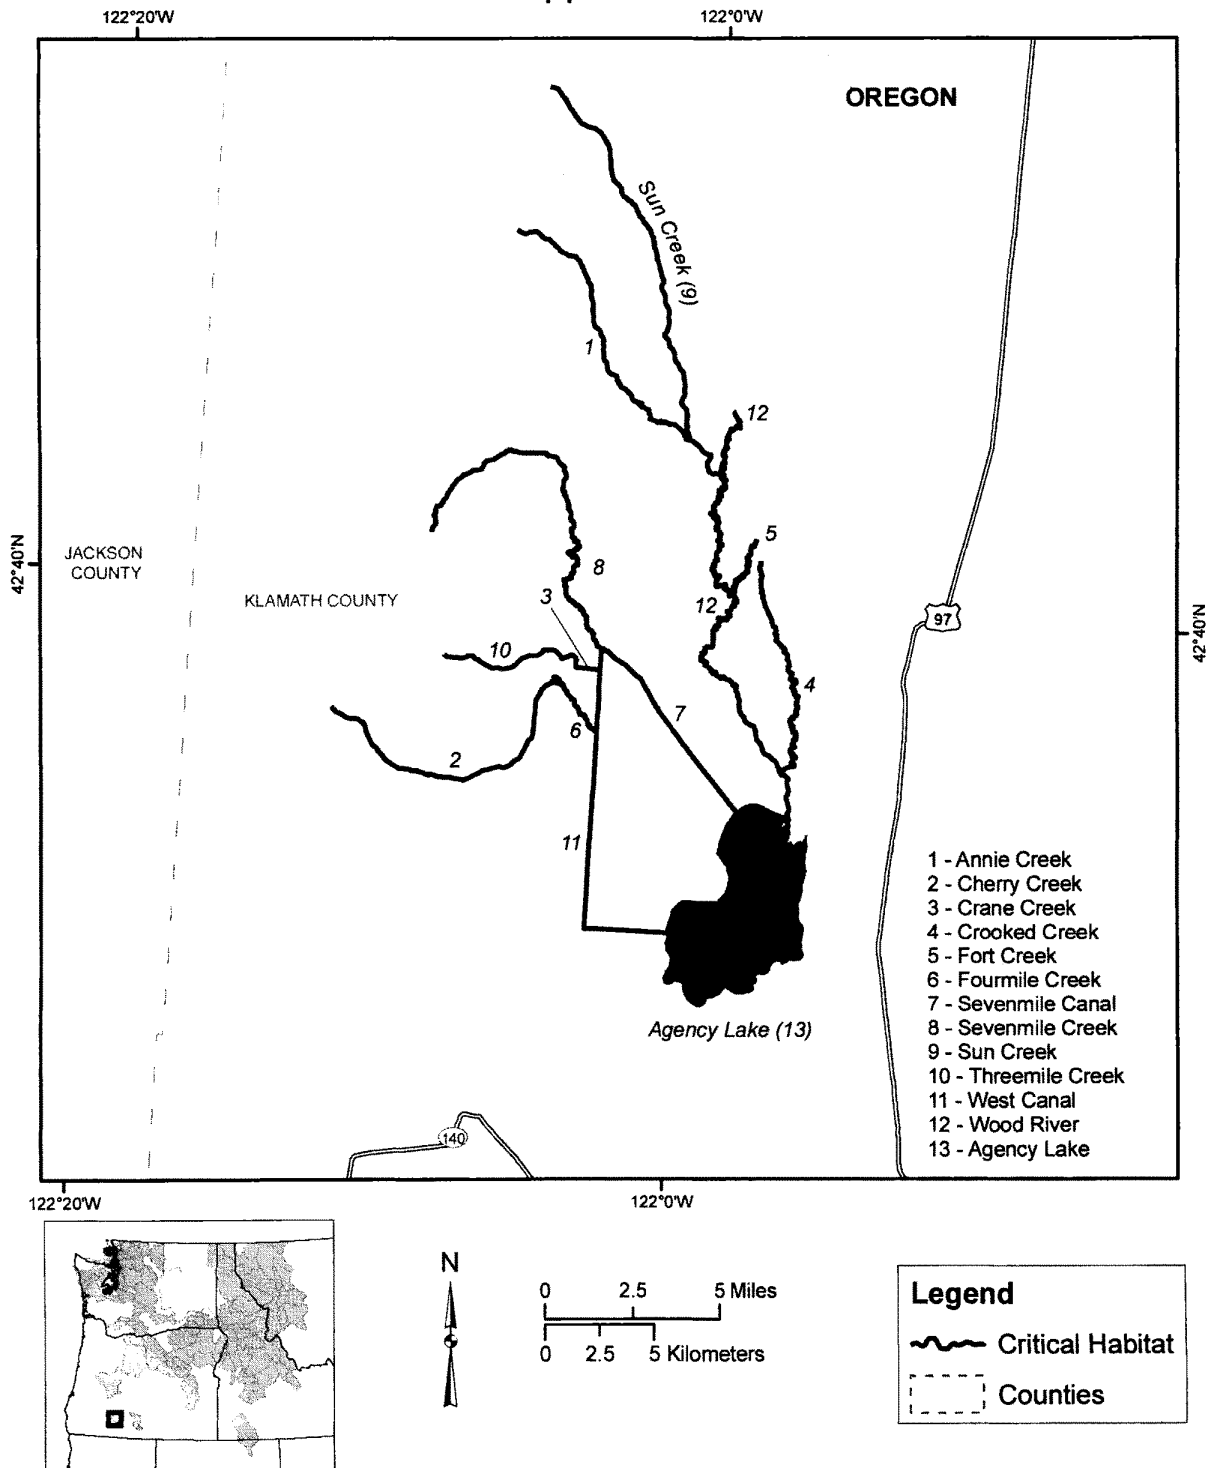 122°20'W
122°0'W
OREGON
Sun Creek (9)
1
12
42°40'N
JACKSON
COUNTY
KLAMATH COUNTY
8
5
3
12
97
42°40'N
10
4
7
6
2
11
1 - Annie Creek
2 - Cherry Creek
3 - Crane Creek
4 - Crooked Creek
5 - Fort Creek
6 - Fourmile Creek
7 - Sevenmile Canal
8 - Sevenmile Creek
9 - Sun Creek
10 - Threemile Creek
11 - West Canal
12 - Wood River
13 - Agency Lake
Agency Lake (13)
140
122°20'W
122°0'W
N
0 2.5 5 Miles
0 2.5 5 Kilometers
Legend
Critical Habitat
Counties